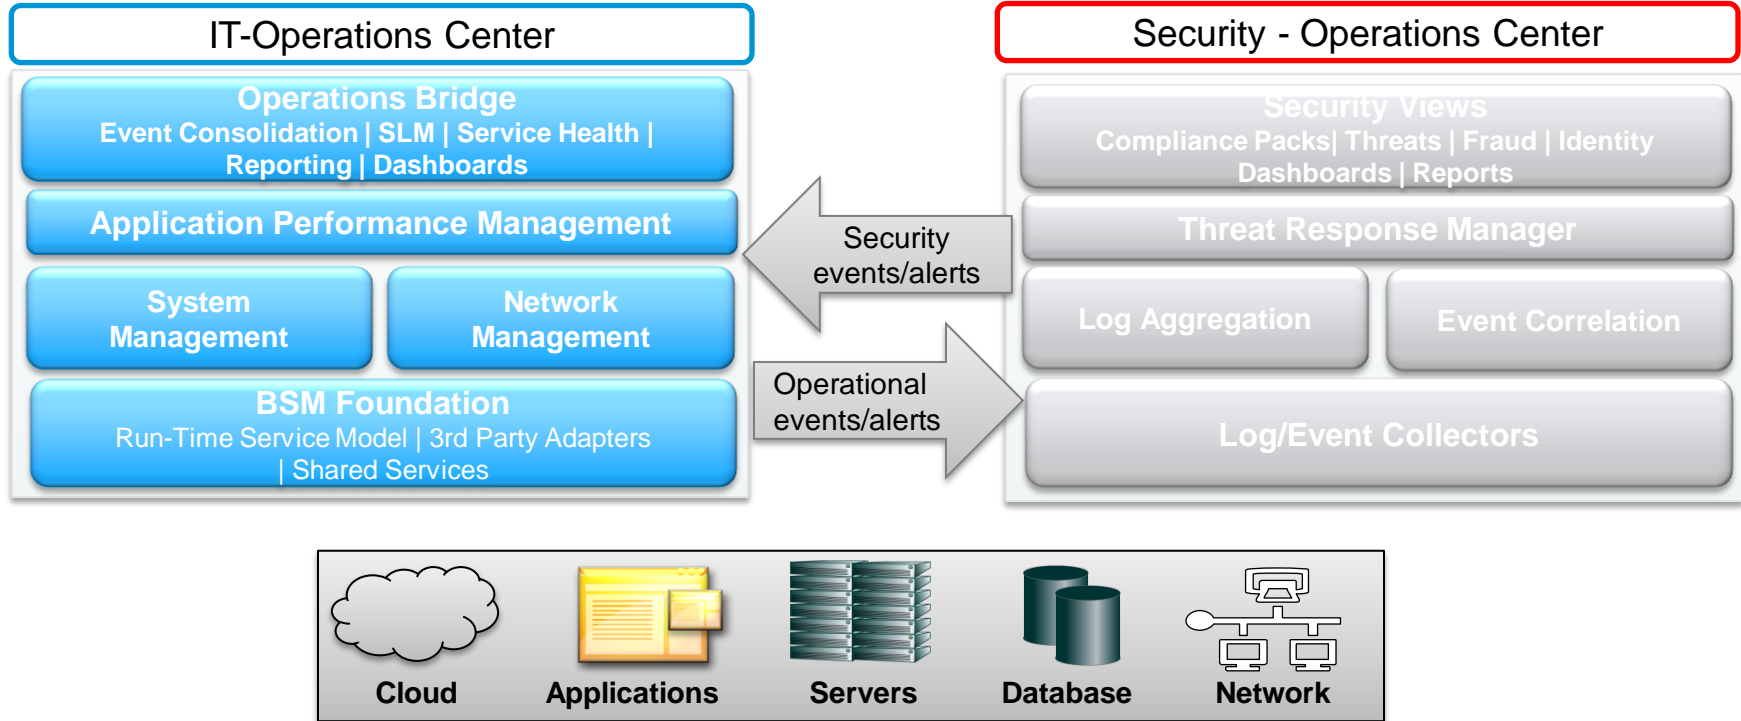 IT-Operations Center
Operations Bridge
Event Consolidation | SLM | Service Health |
Reporting | Dashboards
Application Performance Management
System
Management
Network
Management
BSM Foundation
Run-Time Service Model | 3rd Party Adapters
| Shared Services
Security
events/alerts
Operational
events/alerts
Security - Operations Center
Security Views
Compliance Packs| Threats | Fraud | Identity
Dashboards | Reports
Threat Response Manager
Log Aggregation
Event Correlation
Log/Event Collectors
Cloud
Applications
Servers
Database
Network